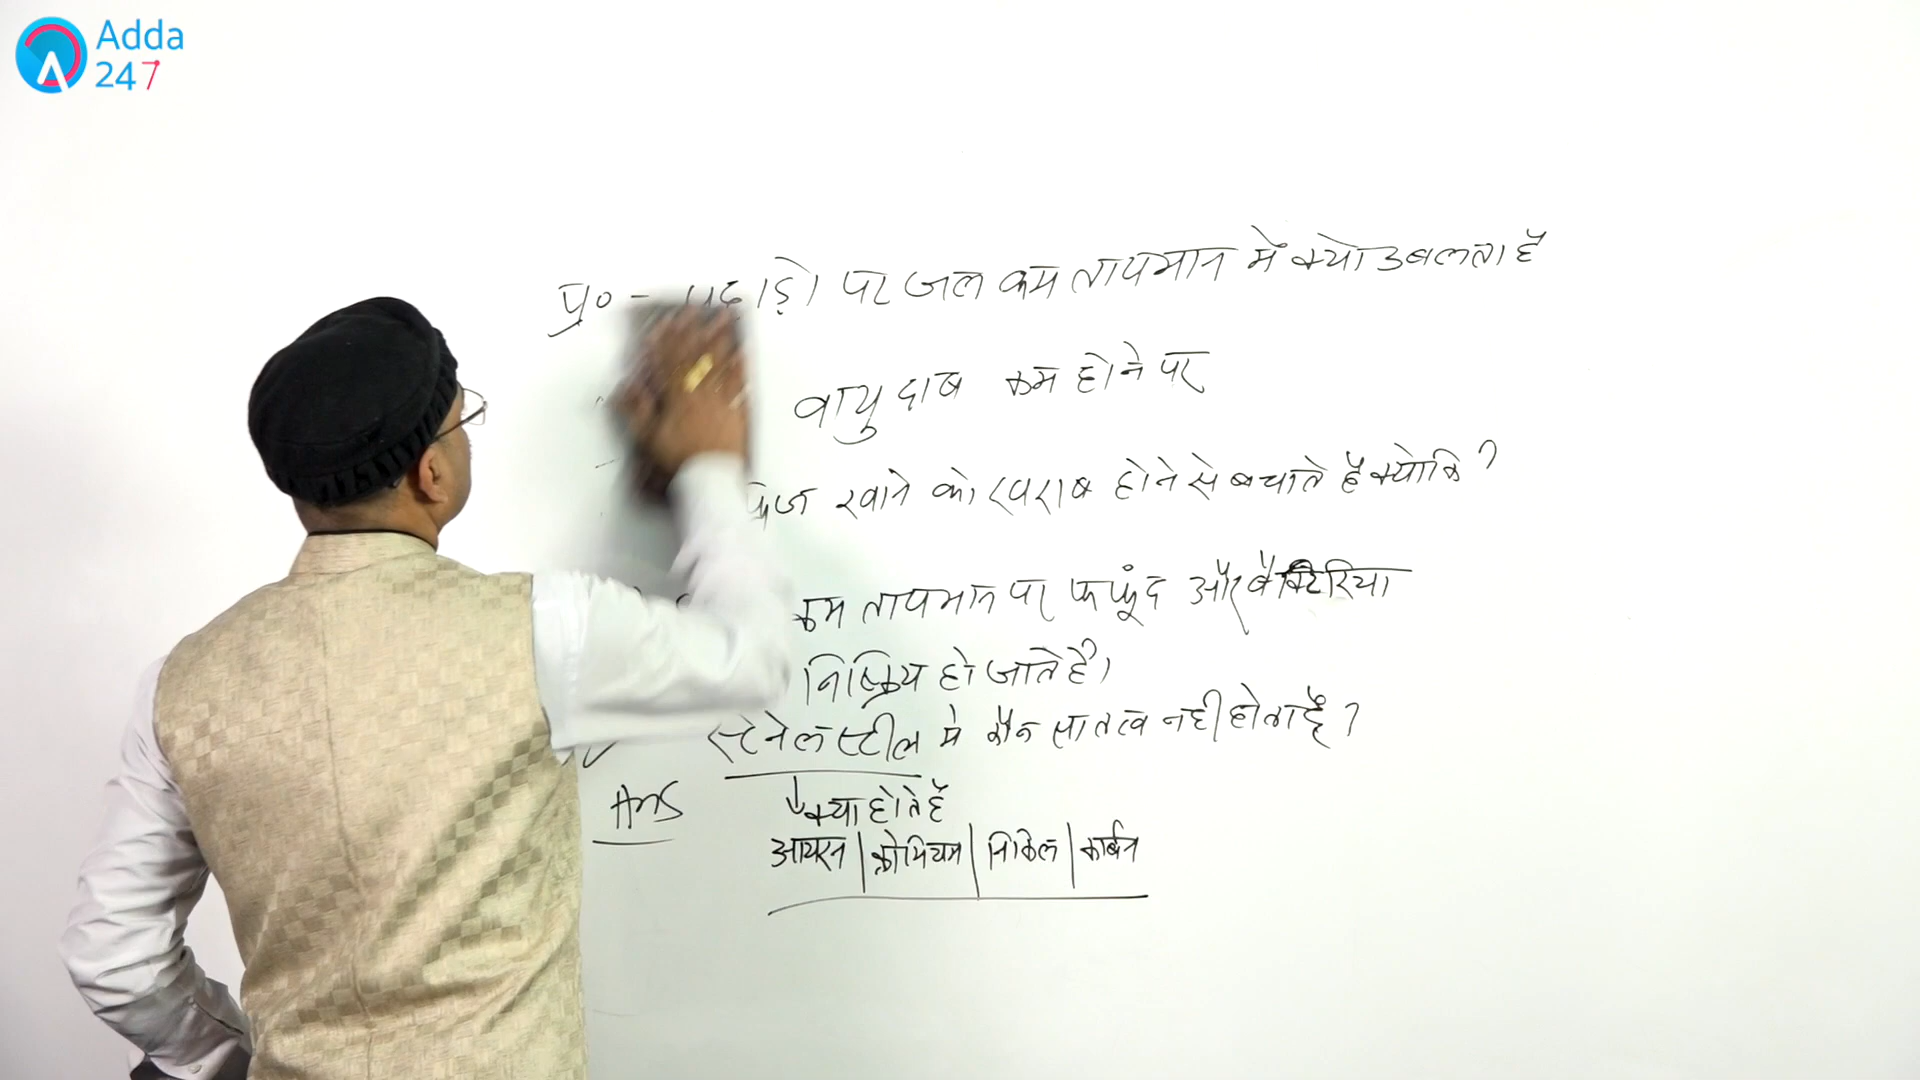 Adda
247
प्र० - पहाड़ो पर जल कम तापमान में क्यो उबलता है
वायु दाब कम होने पर
फ्रिज खाने को खराब होने से बचाते है क्योकि ?
कम तापमान पर फफूंद और बैक्टिरिया
निष्क्रिय हो जाते है।
स्टेनेल स्टील मे कौन सा तत्व नही होता है ?
Ans क्या होते है
आयरन | क्रोमियम | निकेल | कार्बन